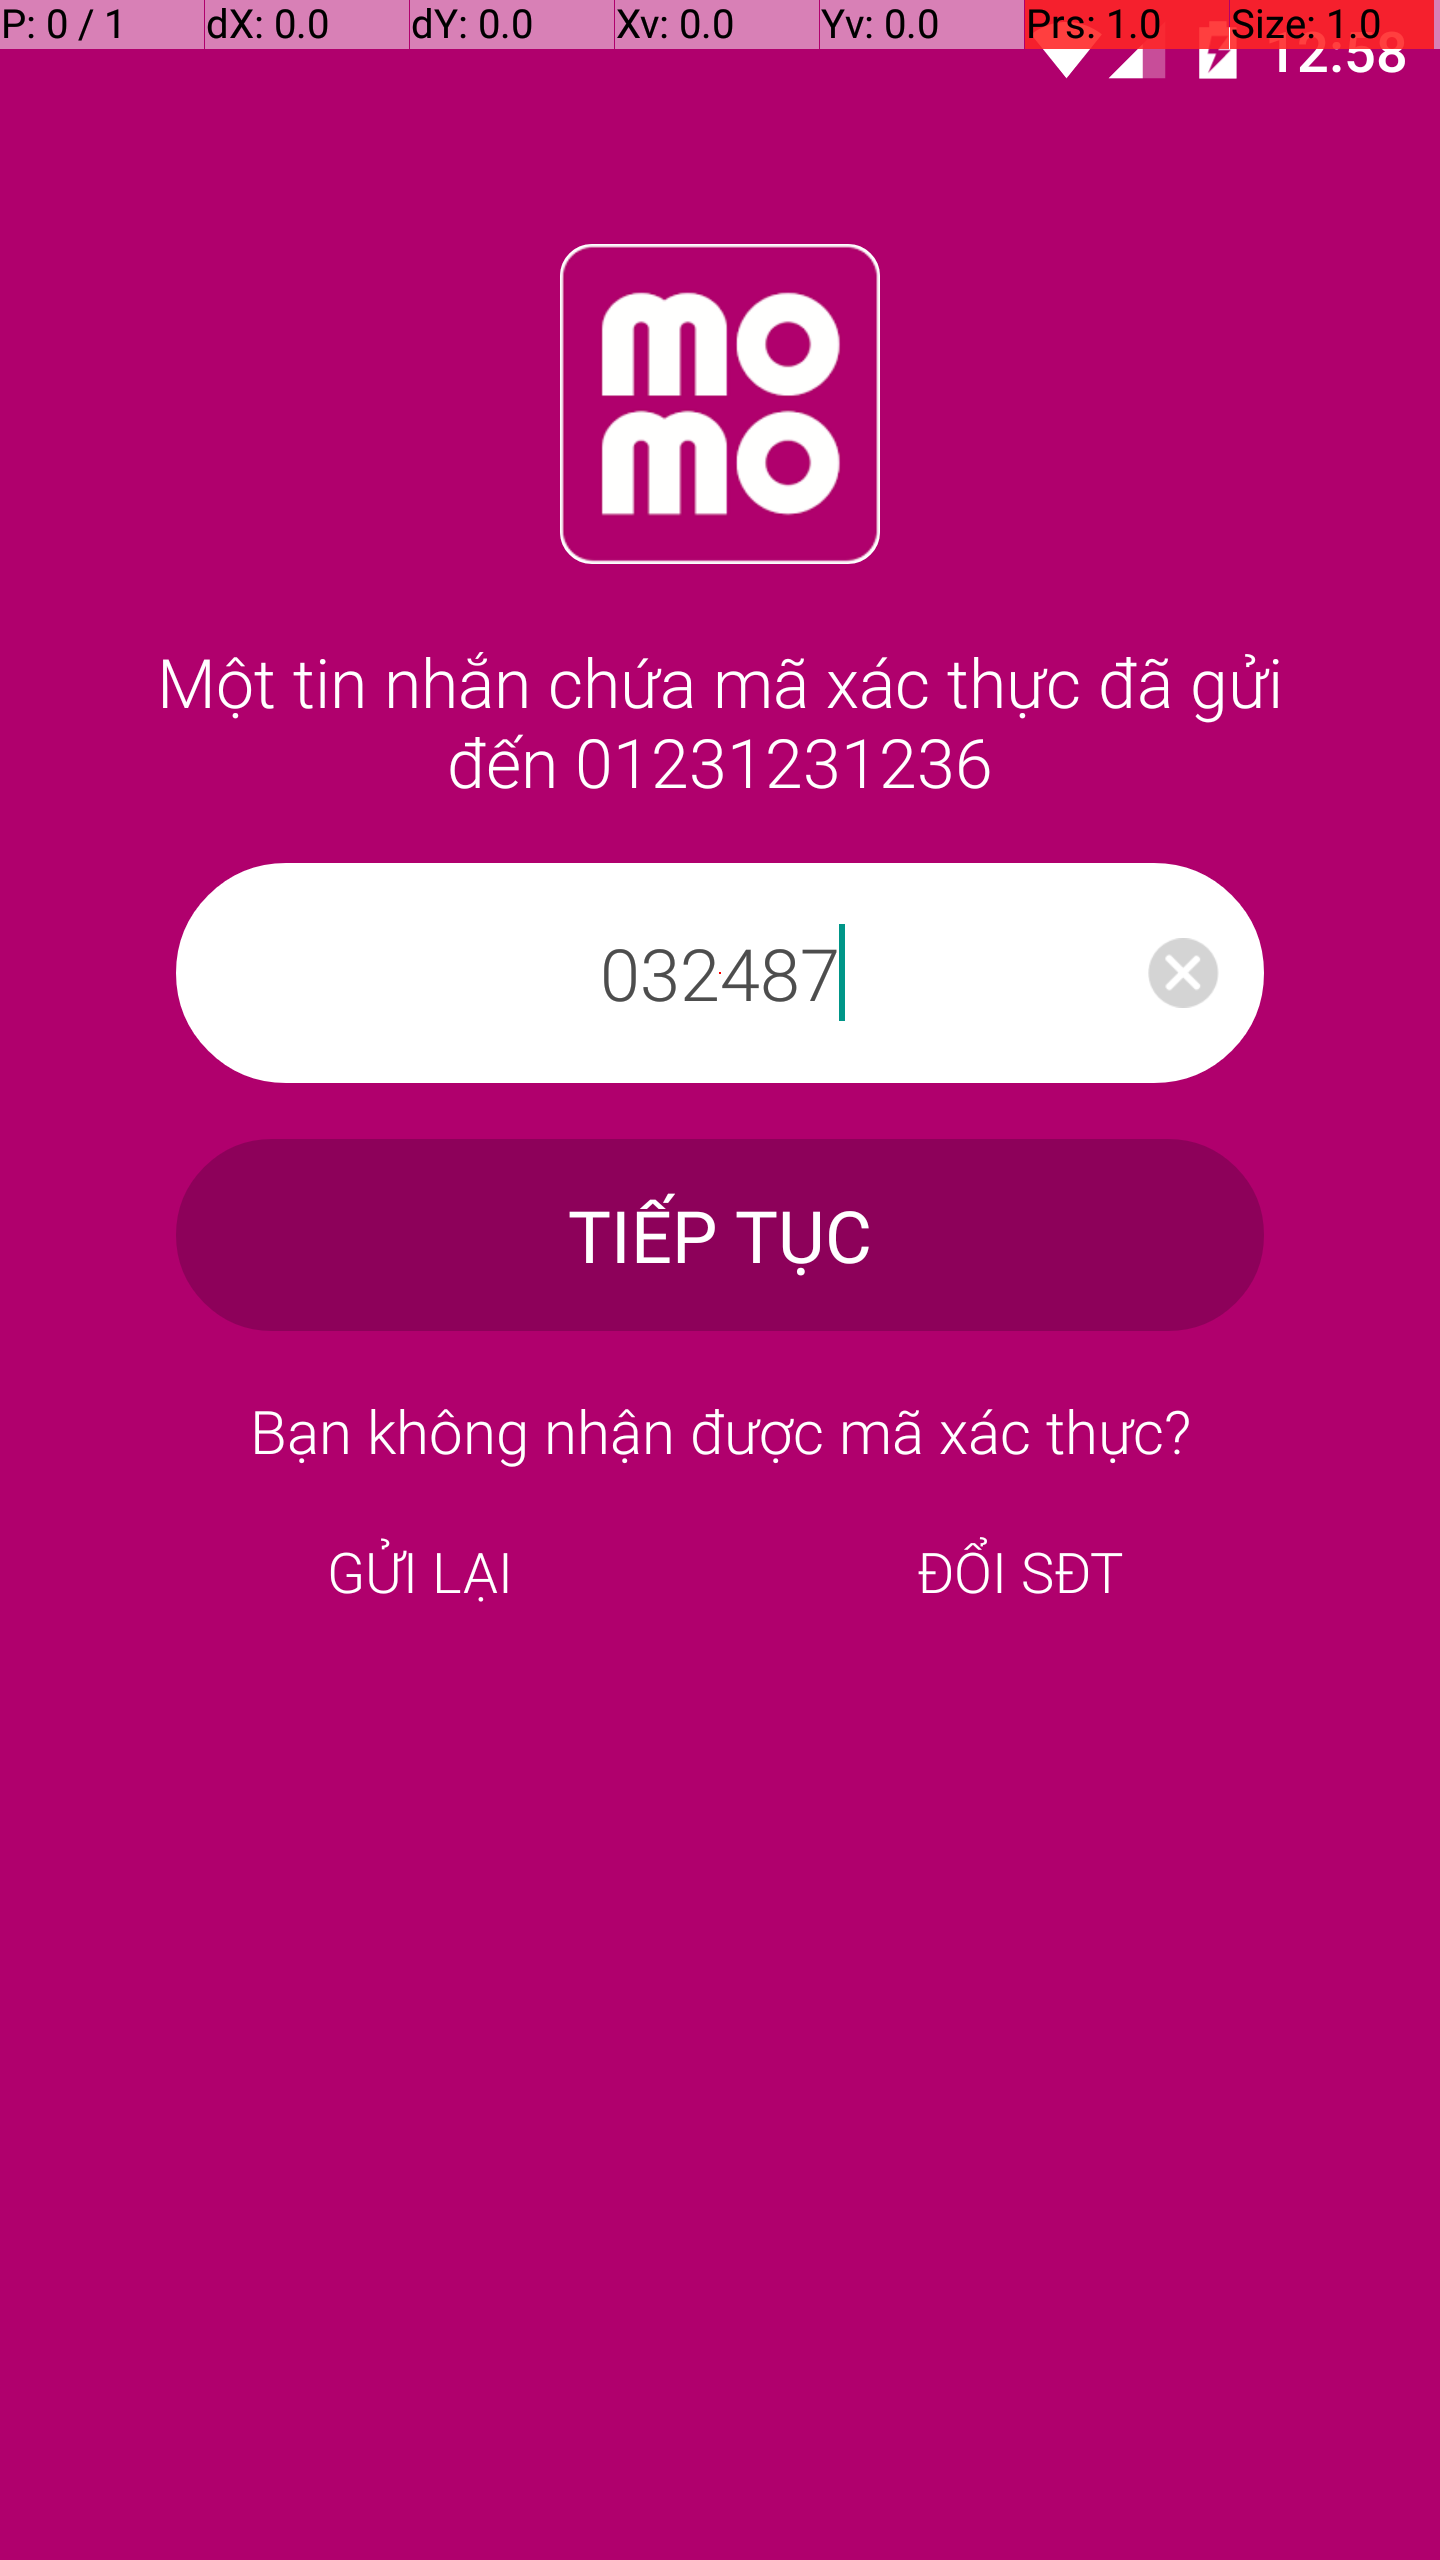 P: 0 / 1 dX: 0.0 dY: 0.0 Xv: 0.0 Yv: 0.0 Prs: 1.0 Size: 1.0
12:58
mo
mo
Một tin nhắn chứa mã xác thực đã gửi
đến 01231231236
032487
TIẾP TỤC
Bạn không nhận được mã xác thực?
GỬI LẠI ĐỔI SĐT